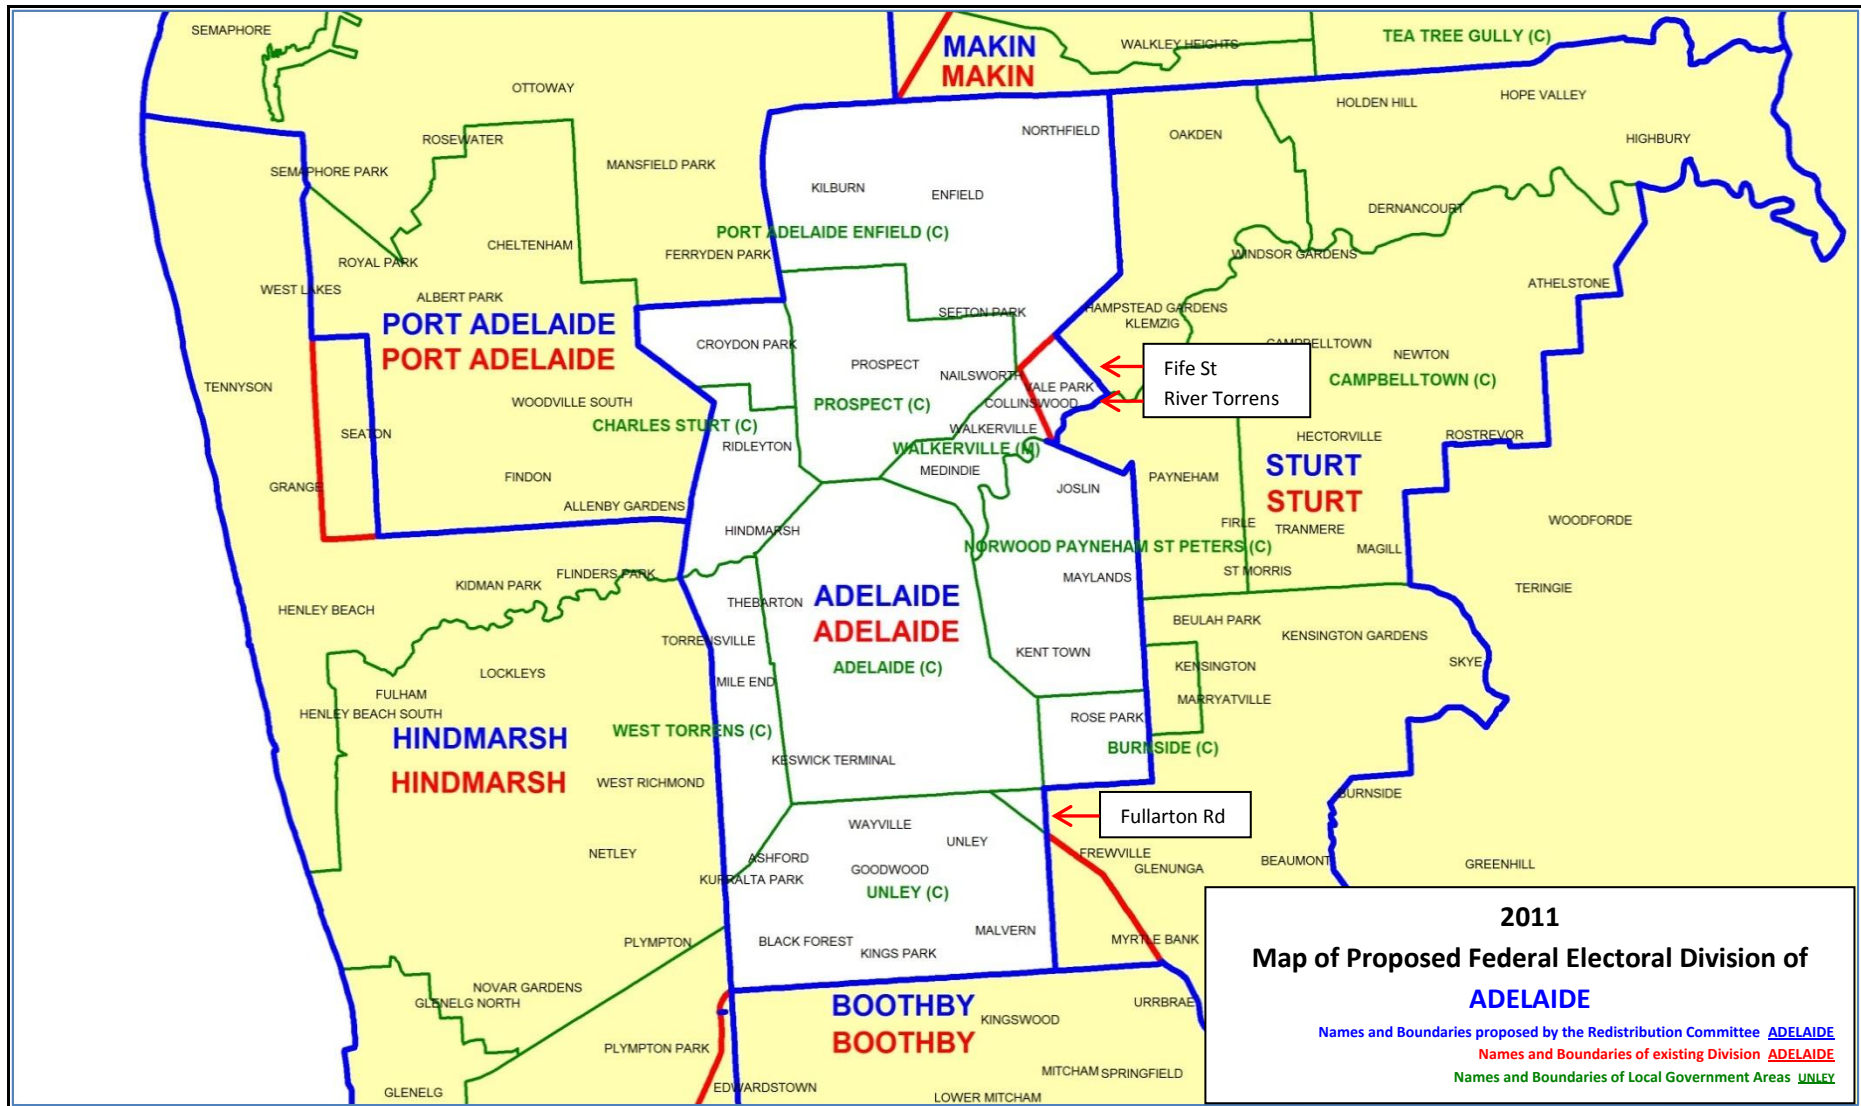 SEMAPHORE
MAKIN
MAKIN
WALKLEY HEIGHTS
TEA TREE GULLY (C)
OTTOWAY
HOLDEN HILL
HOPE VALLEY
NORTHFIELD
OAKDEN
HIGHBURY
ROSEWATER
MANSFIELD PARK
SEMAPHORE PARK
KILBURN
ENFIELD
DERNANCOURT
PORT ADELAIDE ENFIELD (C)
CHELTENHAM
FERRYDEN PARK
WINDSOR GARDENS
ROYAL PARK
WEST LAKES
ALBERT PARK
ATHELSTONE
SEFTON PARK
HAMPSTEAD GARDENS
KLEMZIG
PORT ADELAIDE
PORT ADELAIDE
CROYDON PARK
CAMPBELLTOWN
NEWTON
PROSPECT
NAILSWORTH
Fife St
River Torrens
CAMPBELLTOWN (C)
TENNYSON
VALE PARK
COLLINSWOOD
WOODVILLE SOUTH
PROSPECT (C)
CHARLES STURT (C)
WALKERVILLE
SEATON
RIDLEYTON
WALKERVILLE (M)
HECTORVILLE
ROSTREVOR
MEDINDIE
STURT
STURT
FINDON
PAYNEHAM
GRANGE
JOSLIN
ALLENBY GARDENS
FIRLE
TRANMERE
WOODFORDE
HINDMARSH
NORWOOD PAYNEHAM ST PETERS (C)
MAGILL
FLINDERS PARK
MAYLANDS
ST MORRIS
KIDMAN PARK
TERINGIE
HENLEY BEACH
THEBARTON
ADELAIDE
ADELAIDE
BEULAH PARK
KENSINGTON GARDENS
TORRENSVILLE
KENT TOWN
ADELAIDE (C)
KENSINGTON
SKYE
LOCKLEYS
MILE END
FULHAM
MARRYATVILLE
HENLEY BEACH SOUTH
ROSE PARK
WEST TORRENS (C)
HINDMARSH
HINDMARSH
BURNSIDE (C)
KESWICK TERMINAL
WEST RICHMOND
BURNSIDE
Fullarton Rd
WAYVILLE
UNLEY
NETLEY
ASHFORD
FREWVILLE
GLENUNGA
BEAUMONT
GREENHILL
GOODWOOD
KURRALTA PARK
UNLEY (C)
MALVERN
PLYMPTON
BLACK FOREST
KINGS PARK
MYRTLE BANK
NOVAR GARDENS
GLENELG NORTH
BOOTHBY
BOOTHBY
KINGSWOOD
URRBRAE
PLYMPTON PARK
MITCHAM
SPRINGFIELD
GLENELG
EDWARDSTOWN
LOWER MITCHAM
2011
Map of Proposed Federal Electoral Division of
ADELAIDE
Names and Boundaries proposed by the Redistribution Committee ADELAIDE
Names and Boundaries of existing Division ADELAIDE
Names and Boundaries of Local Government Areas UNLEY